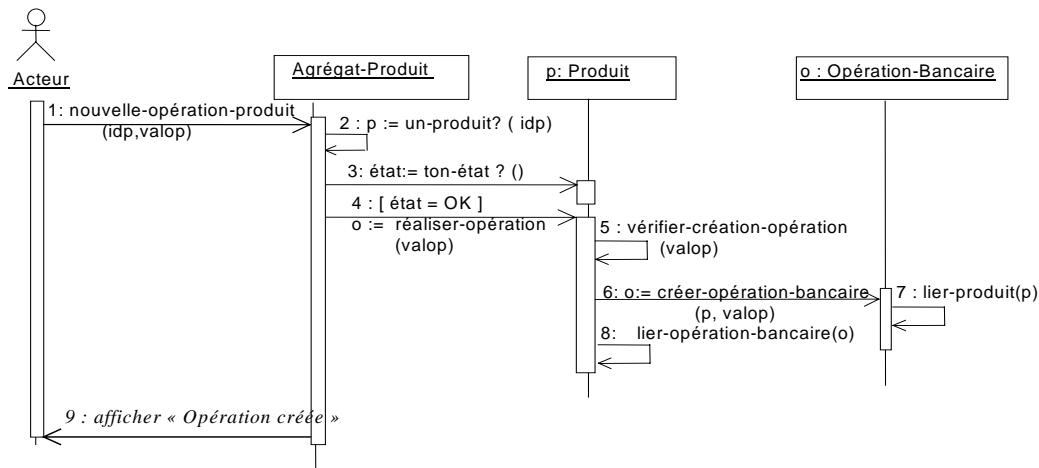 Acteur
Agrégat-Produit
p: Produit
o : Opération-Bancaire
1: nouvelle-opération-produit
(idp,valop)
2 : p := un-produit? ( idp)
3: état:= ton-état ? ()
4 : [ état = OK ]
o := réaliser-opération
(valop)
5 : vérifier-création-opération
(valop)
6: o:= créer-opération-bancaire
(p, valop)
7 : lier-produit(p)
8: lier-opération-bancaire(o)
9 : afficher « Opération créée »